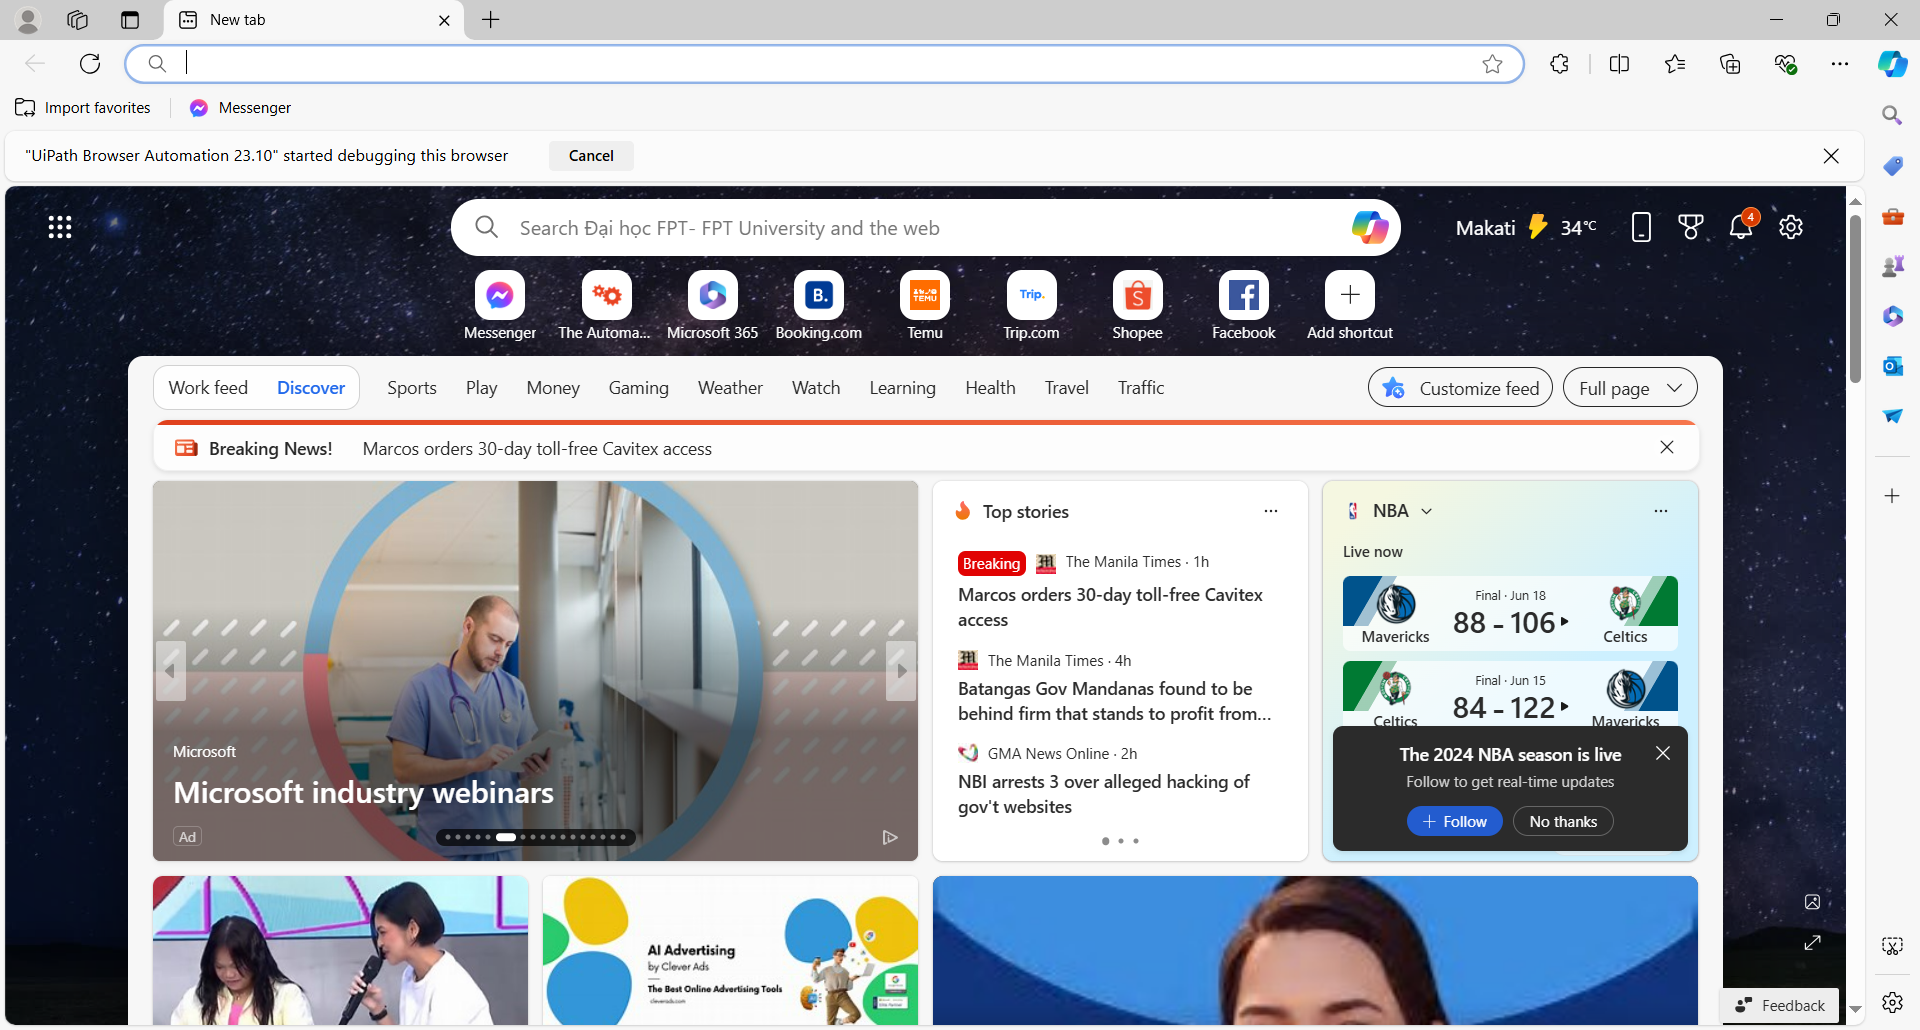 New tab
Import favorites
Messenger
"UiPath Browser Automation 23.10" started debugging this browser
Cancel
Search Đại học FPT- FPT University and the web
Makati
34°C
4
Messenger
The Automa...
Microsoft 365
B.
Booking.com
TEMU
Temu
Trip.
Trip.com
Shopee
Facebook
Add shortcut
Work feed
Discover
Sports
Play
Money
Gaming
Weather
Watch
Learning
Health
Travel
Traffic
Customize feed
Full page
Breaking News!
Marcos orders 30-day toll-free Cavitex access
Microsoft
Microsoft industry webinars
Ad
Top stories
Breaking
The Manila Times · 1h
Marcos orders 30-day toll-free Cavitex
access
The Manila Times · 4h
Batangas Gov Mandanas found to be
behind firm that stands to profit from...
GMA News Online · 2h
NBI arrests 3 over alleged hacking of
gov't websites
NBA
Live now
Final · Jun 18
88 - 106
Mavericks
Celtics
Final · Jun 15
84 - 122
Celtics
Mavericks
The 2024 NBA season is live
Follow to get real-time updates
Follow
No thanks
AI Advertising
by Clever Ads
The Best Online Advertising Tools
cleverads.com
Feedback